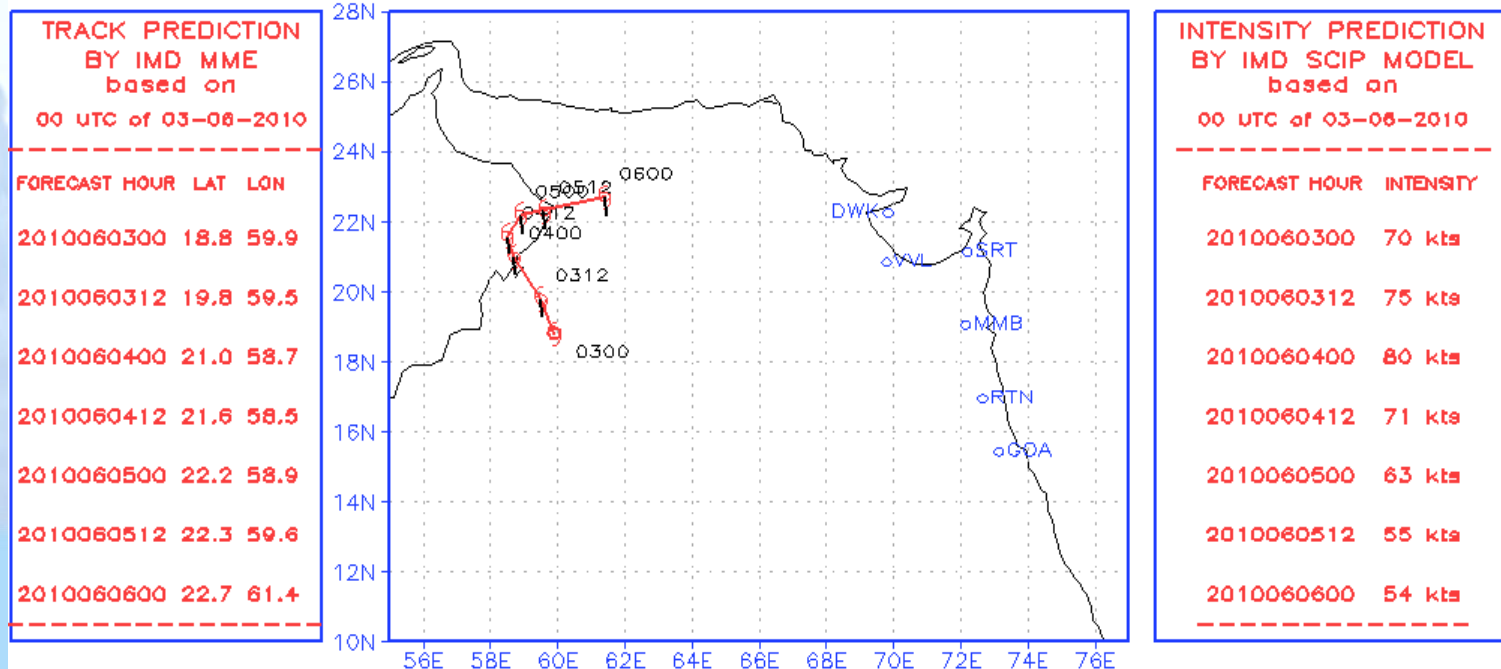 TRACK PREDICTION
BY IMD MME
based on
00 UTC of 03-06-2010
FORECAST HOUR LAT LON
2010060300 18.8 59.9
2010060312 19.8 59.5
2010060400 21.0 58.7
2010060412 21.6 58.5
2010060500 22.2 58.9
2010060512 22.3 59.6
2010060600 22.7 61.4
28N
26N
24N
22N
20N
18N
16N
14N
12N
10N
56E 58E 60E 62E 64E 66E 68E 70E 72E 74E 76E
0600
0512
0500
0412
0400
0312
0300
DWK
VVL
SRT
MMB
RTN
GOA
INTENSITY PREDICTION
BY IMD SCIP MODEL
based on
00 UTC of 03-06-2010
FORECAST HOUR INTENSITY
2010060300 70 kts
2010060312 75 kts
2010060400 80 kts
2010060412 71 kts
2010060500 63 kts
2010060512 55 kts
2010060600 54 kts